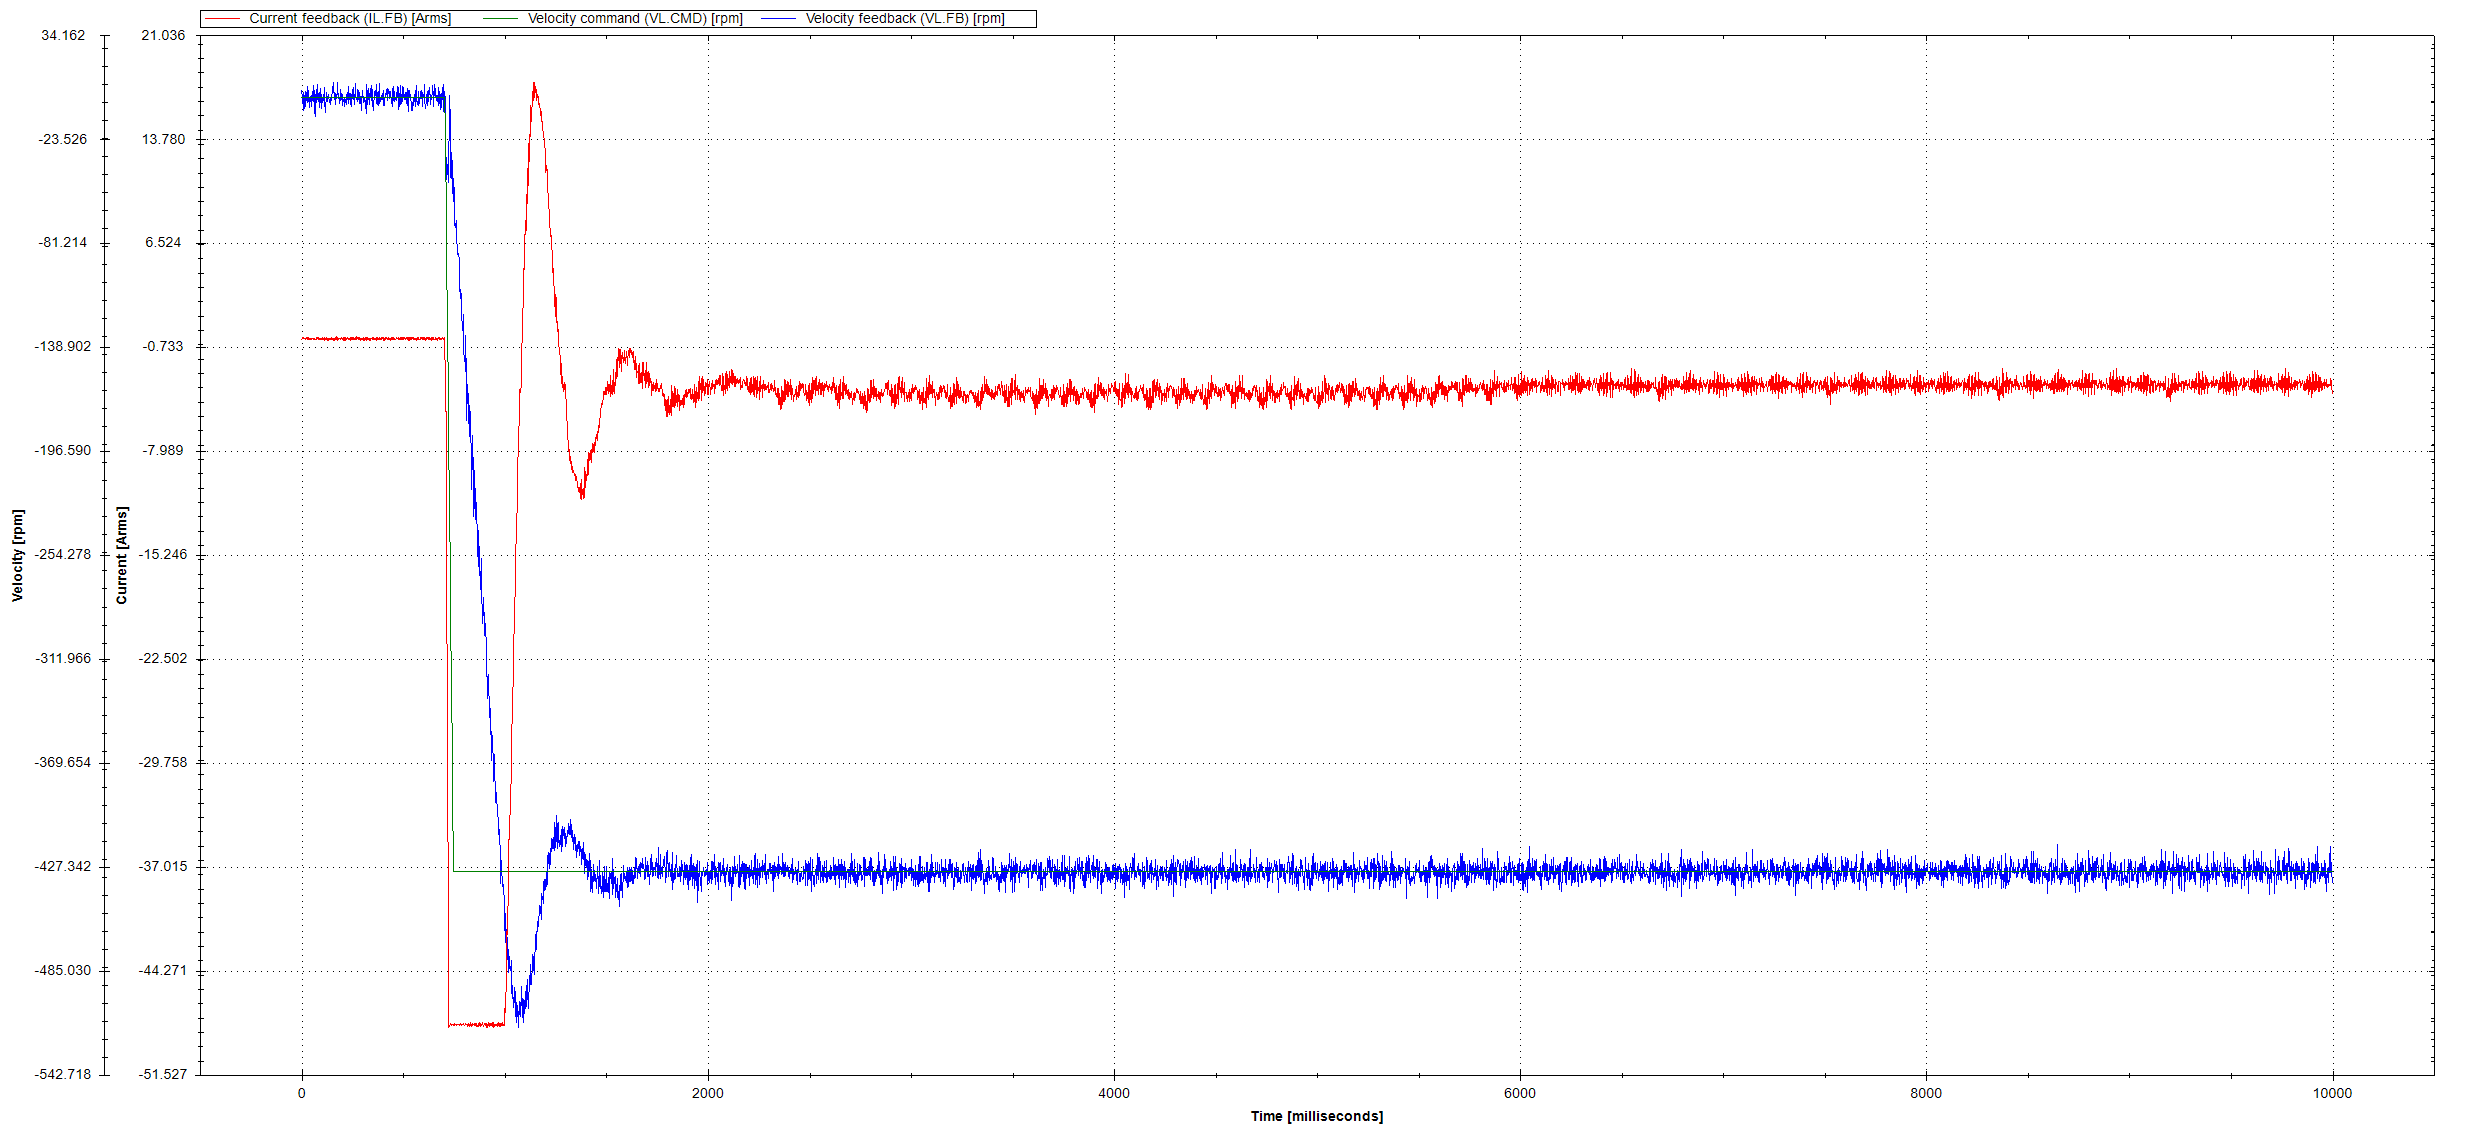 Current feedback (IL.FB) [Arms] Velocity command (VL.CMD) [rpm] Velocity feedback (VL.FB) [rpm]
34.162 21.036
-23.526 13.780
-81.214 6.524
-138.902 -0.733
-196.590 -7.989
-254.278 -15.246
-311.966 -22.502
-369.654 -29.758
-427.342 -37.015
-485.030 -44.271
-542.718 -51.527
Velocity [rpm]
Current [Arms]
0 2000 4000 6000 8000 10000
Time [milliseconds]